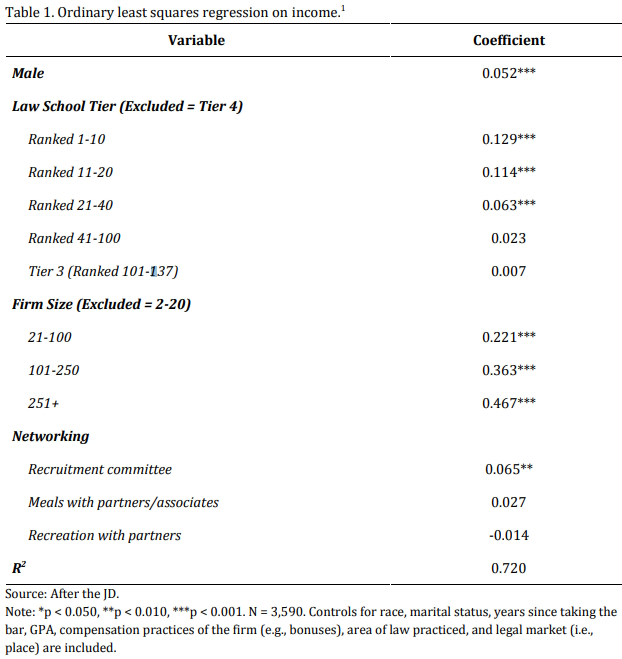 Table 1. Ordinary least squares regression on income.1
Variable Coefficient
Male 0.052***
Law School Tier (Excluded = Tier 4)
Ranked 1-10 0.129***
Ranked 11-20 0.114***
Ranked 21-40 0.063***
Ranked 41-100 0.023
Tier 3 (Ranked 101-137) 0.007
Firm Size (Excluded = 2-20)
21-100 0.221***
101-250 0.363***
251+ 0.467***
Networking
Recruitment committee 0.065**
Meals with partners/associates 0.027
Recreation with partners -0.014
R2 0.720
Source: After the JD.
Note: *p < 0.050, **p < 0.010, ***p < 0.001. N = 3,590. Controls for race, marital status, years since taking the
bar, GPA, compensation practices of the firm (e.g., bonuses), area of law practiced, and legal market (i.e.,
place) are included.